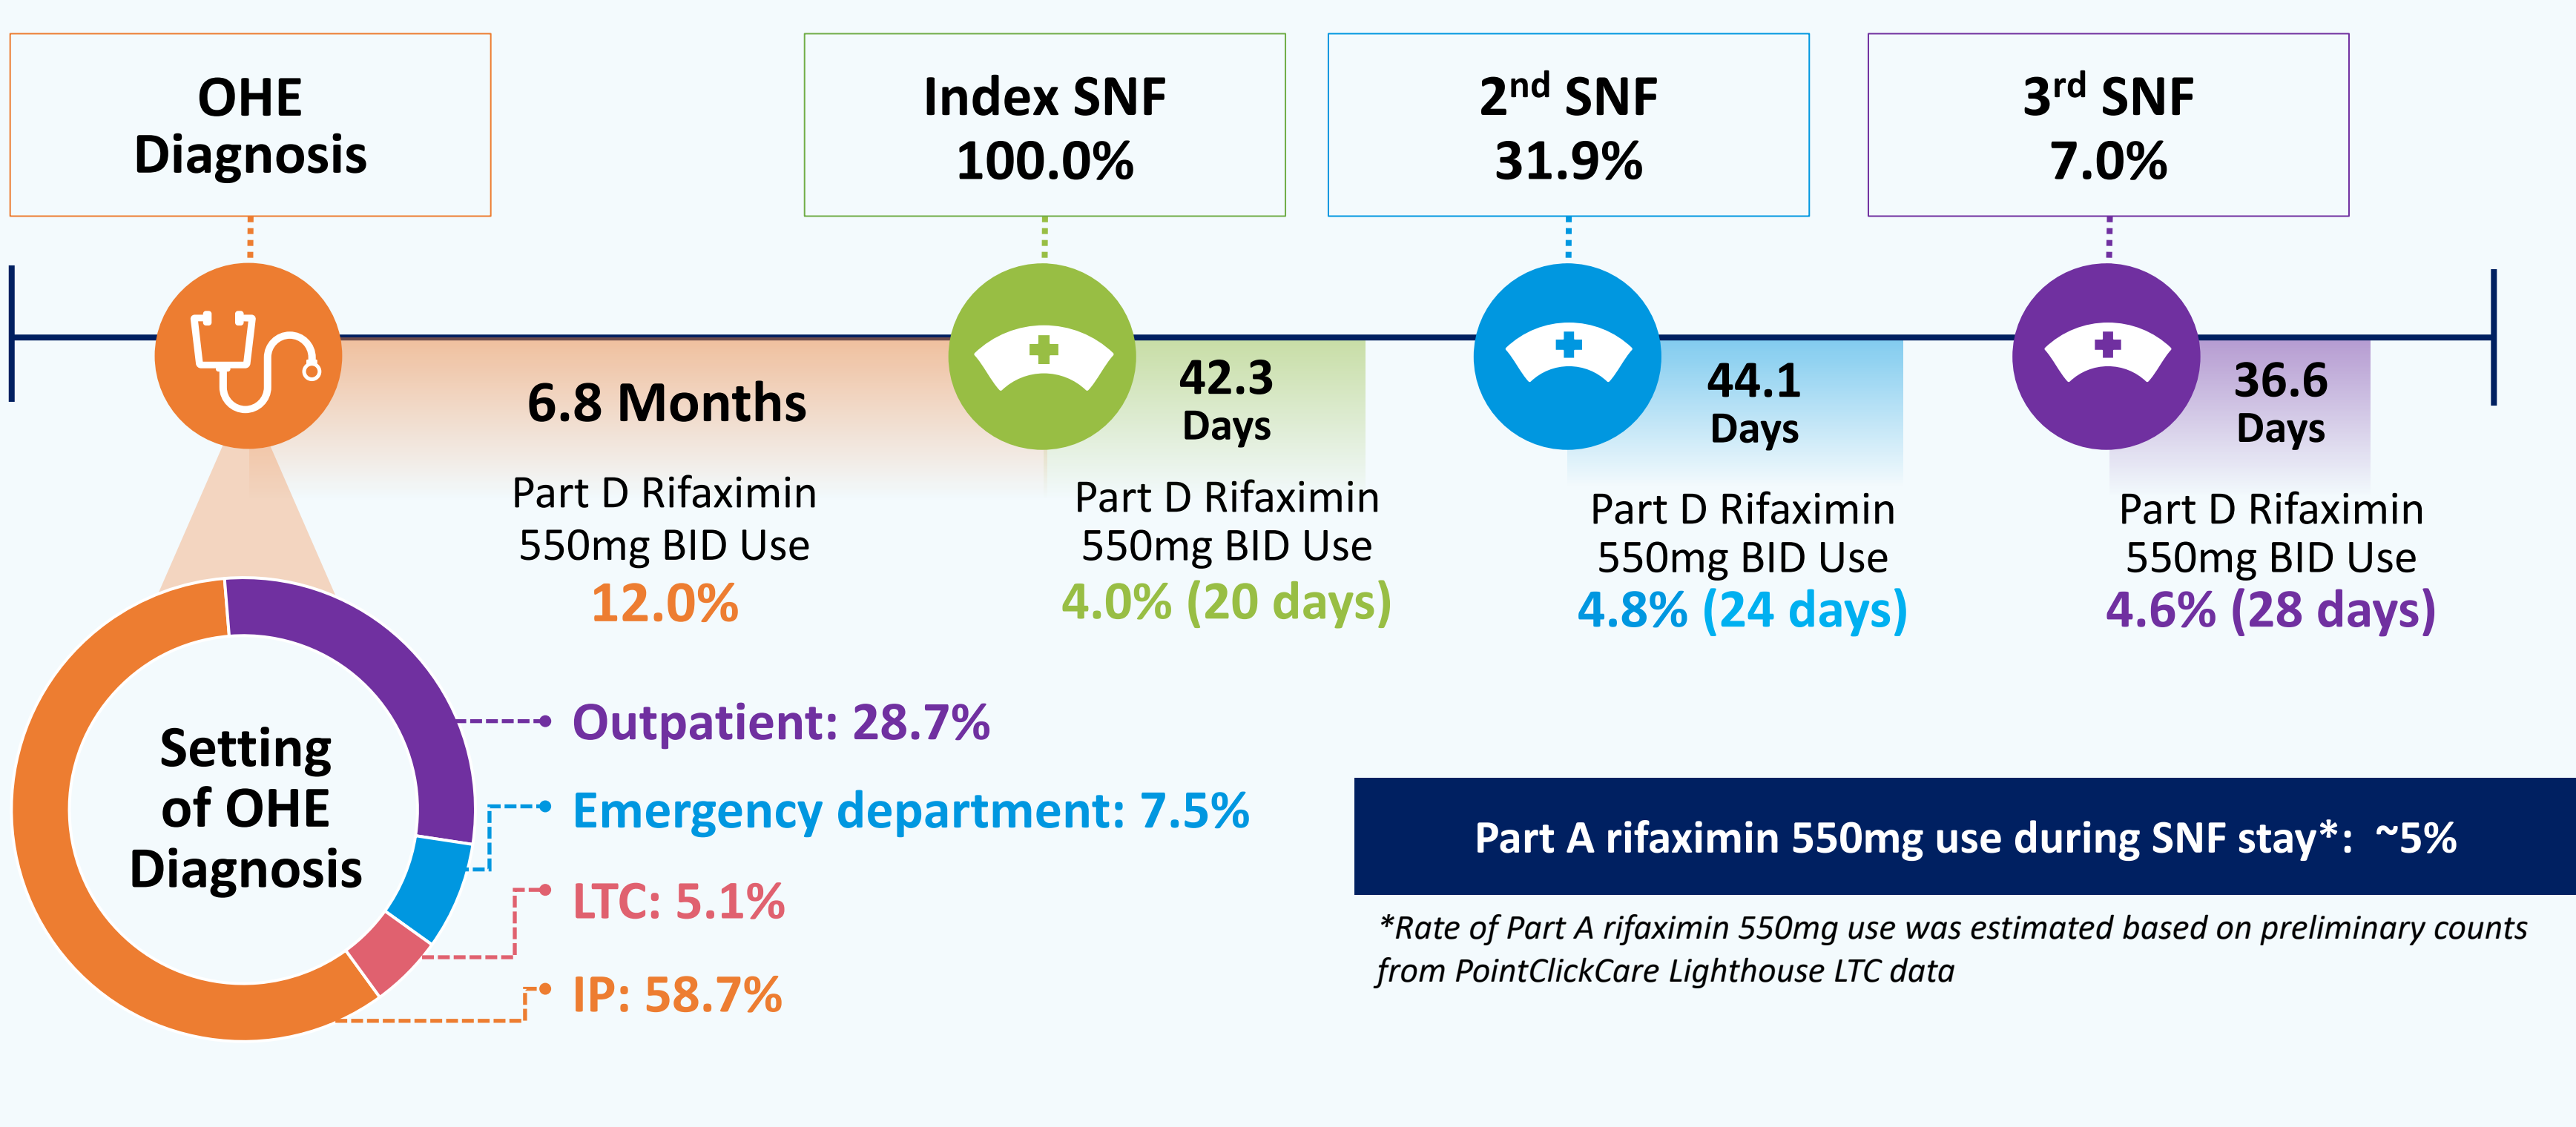 OHE
Diagnosis
Index SNF
100.0%
2nd SNF
31.9%
3rd SNF
7.0%
6.8 Months
42.3
Days
44.1
Days
36.6
Days
Part D Rifaximin
550mg BID Use
12.0%
Part D Rifaximin
550mg BID Use
4.0% (20 days)
Part D Rifaximin
550mg BID Use
4.8% (24 days)
Part D Rifaximin
550mg BID Use
4.6% (28 days)
Setting
of OHE
Diagnosis
Outpatient: 28.7%
Emergency department: 7.5%
LTC: 5.1%
IP: 58.7%
Part A rifaximin 550mg use during SNF stay*: ~5%
*Rate of Part A rifaximin 550mg use was estimated based on preliminary counts
from PointClickCare Lighthouse LTC data